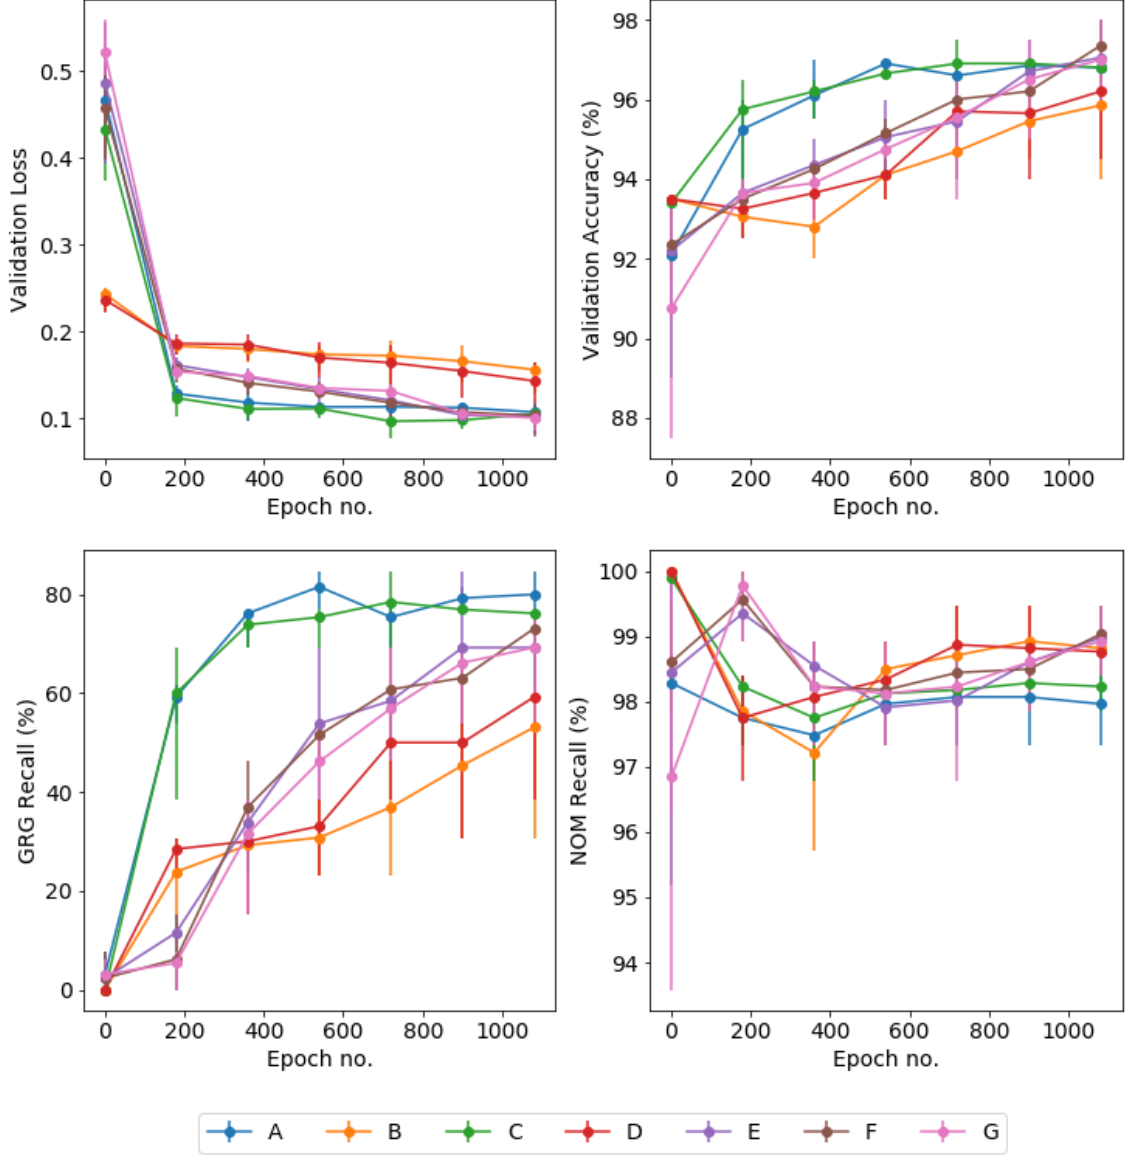 0.5
0.4
0.3
0.2
0.1
Validation Loss
0 200 400 600 800 1000
Epoch no.
98
96
94
92
90
88
Validation Accuracy (%)
0 200 400 600 800 1000
Epoch no.
80
60
40
20
0
GRG Recall (%)
0 200 400 600 800 1000
Epoch no.
100
99
98
97
96
95
94
NOM Recall (%)
0 200 400 600 800 1000
Epoch no.
A B C D E F G